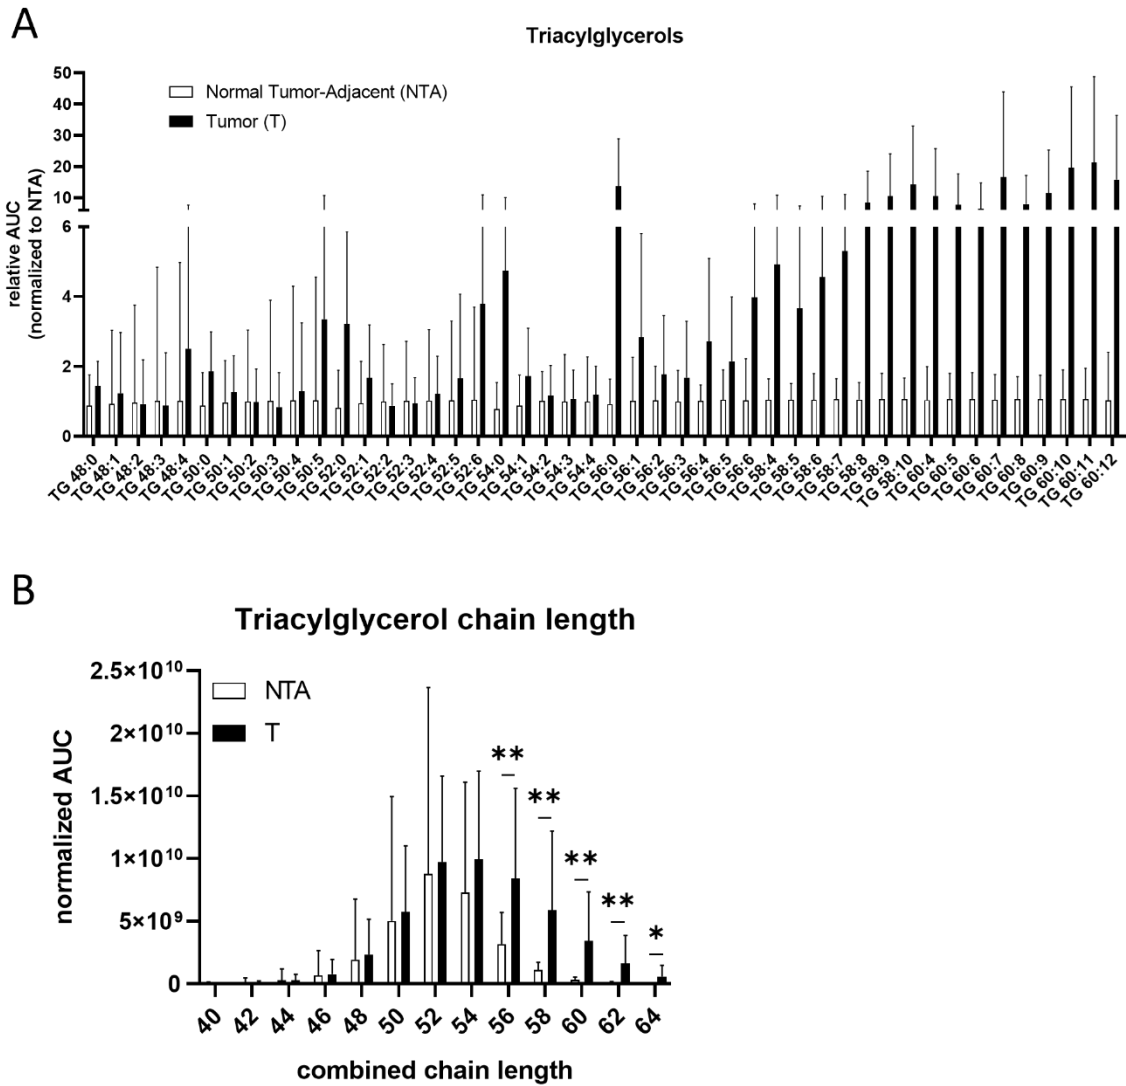 A
Triacylglycerols
relative AUC
(normalized to NTA)
50
40
30
20
10
6
4
2
0
Normal Tumor-Adjacent (NTA)
Tumor (T)
TG 48:0
TG 48:1
TG 48:2
TG 48:3
TG 48:4
TG 50:0
TG 50:1
TG 50:2
TG 50:3
TG 50:4
TG 50:5
TG 52:0
TG 52:1
TG 52:2
TG 52:3
TG 52:4
TG 52:5
TG 52:6
TG 54:0
TG 54:1
TG 54:2
TG 54:3
TG 54:4
TG 56:0
TG 56:1
TG 56:2
TG 56:3
TG 56:4
TG 56:5
TG 56:6
TG 58:4
TG 58:5
TG 58:6
TG 58:7
TG 58:8
TG 58:9
TG 58:10
TG 60:4
TG 60:5
TG 60:6
TG 60:7
TG 60:8
TG 60:9
TG 60:10
TG 60:11
TG 60:12
B
Triacylglycerol chain length
normalized AUC
2.5×10¹⁰
2×10¹⁰
1.5×10¹⁰
1×10¹⁰
5×10⁹
0
NTA
T
**
**
**
**
*
40
42
44
46
48
50
52
54
56
58
60
62
64
combined chain length